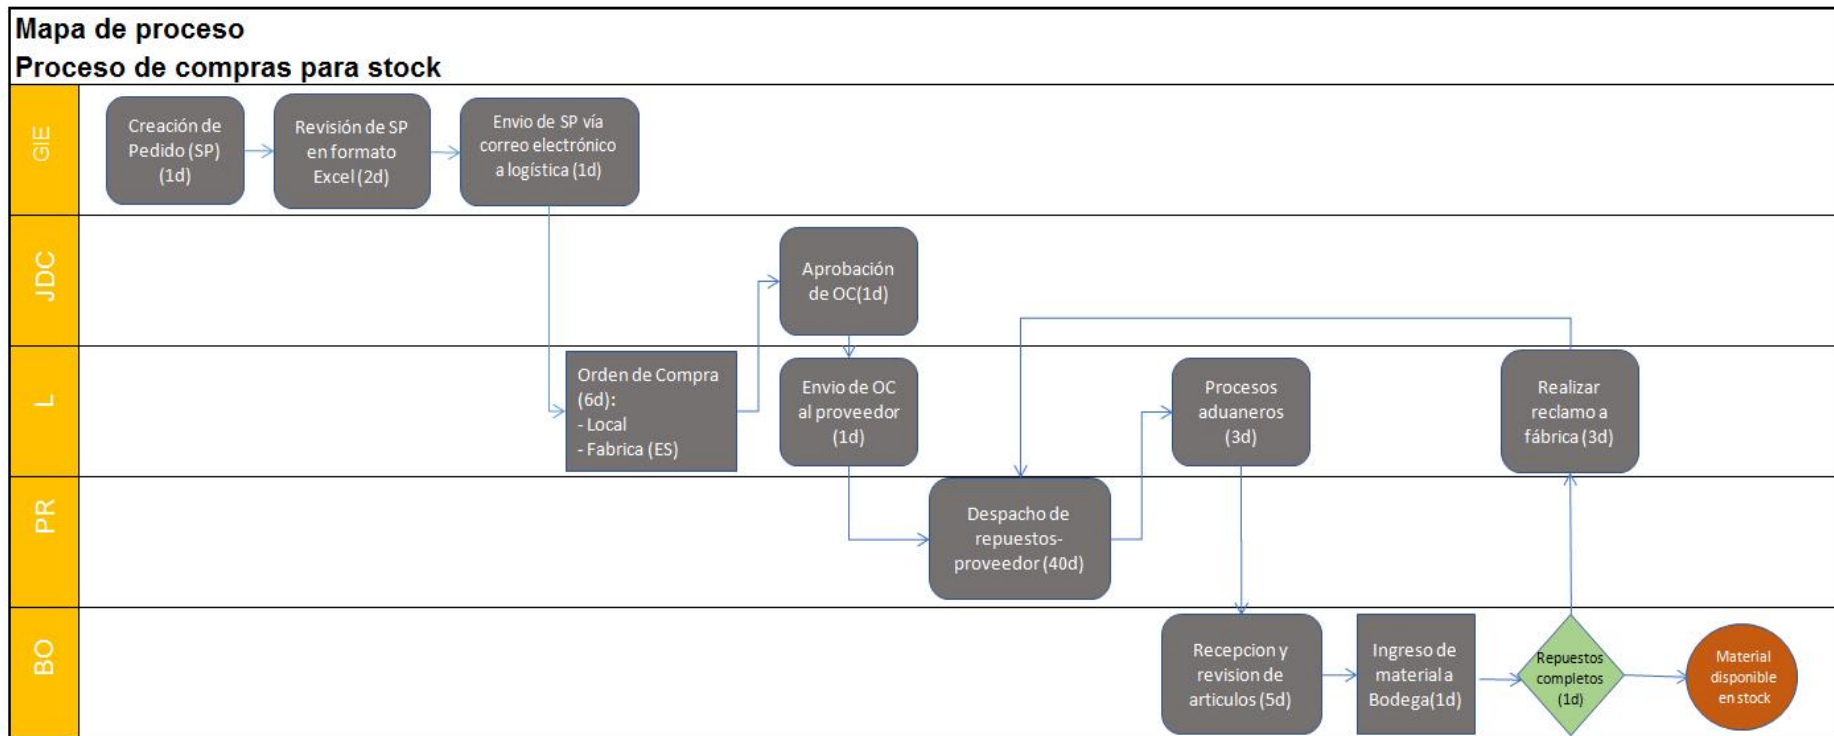 Mapa de proceso
Proceso de compras para stock
GIE
Creación de
Pedido (SP)
(1d)
Revisión de SP
en formato
Excel (2d)
Envio de SP vía
correo electrónico
a logística (1d)
JDC
Aprobación
de OC(1d)
L
Orden de Compra
(6d):
- Local
- Fabrica (ES)
Envio de OC
al proveedor
(1d)
Procesos
aduaneros
(3d)
Realizar
reclamo a
fábrica (3d)
PR
Despacho de
repuestos-
proveedor (40d)
BO
Recepcion y
revision de
articulos (5d)
Ingreso de
material a
Bodega(1d)
Repuestos
completos
(1d)
Material
disponible
en stock